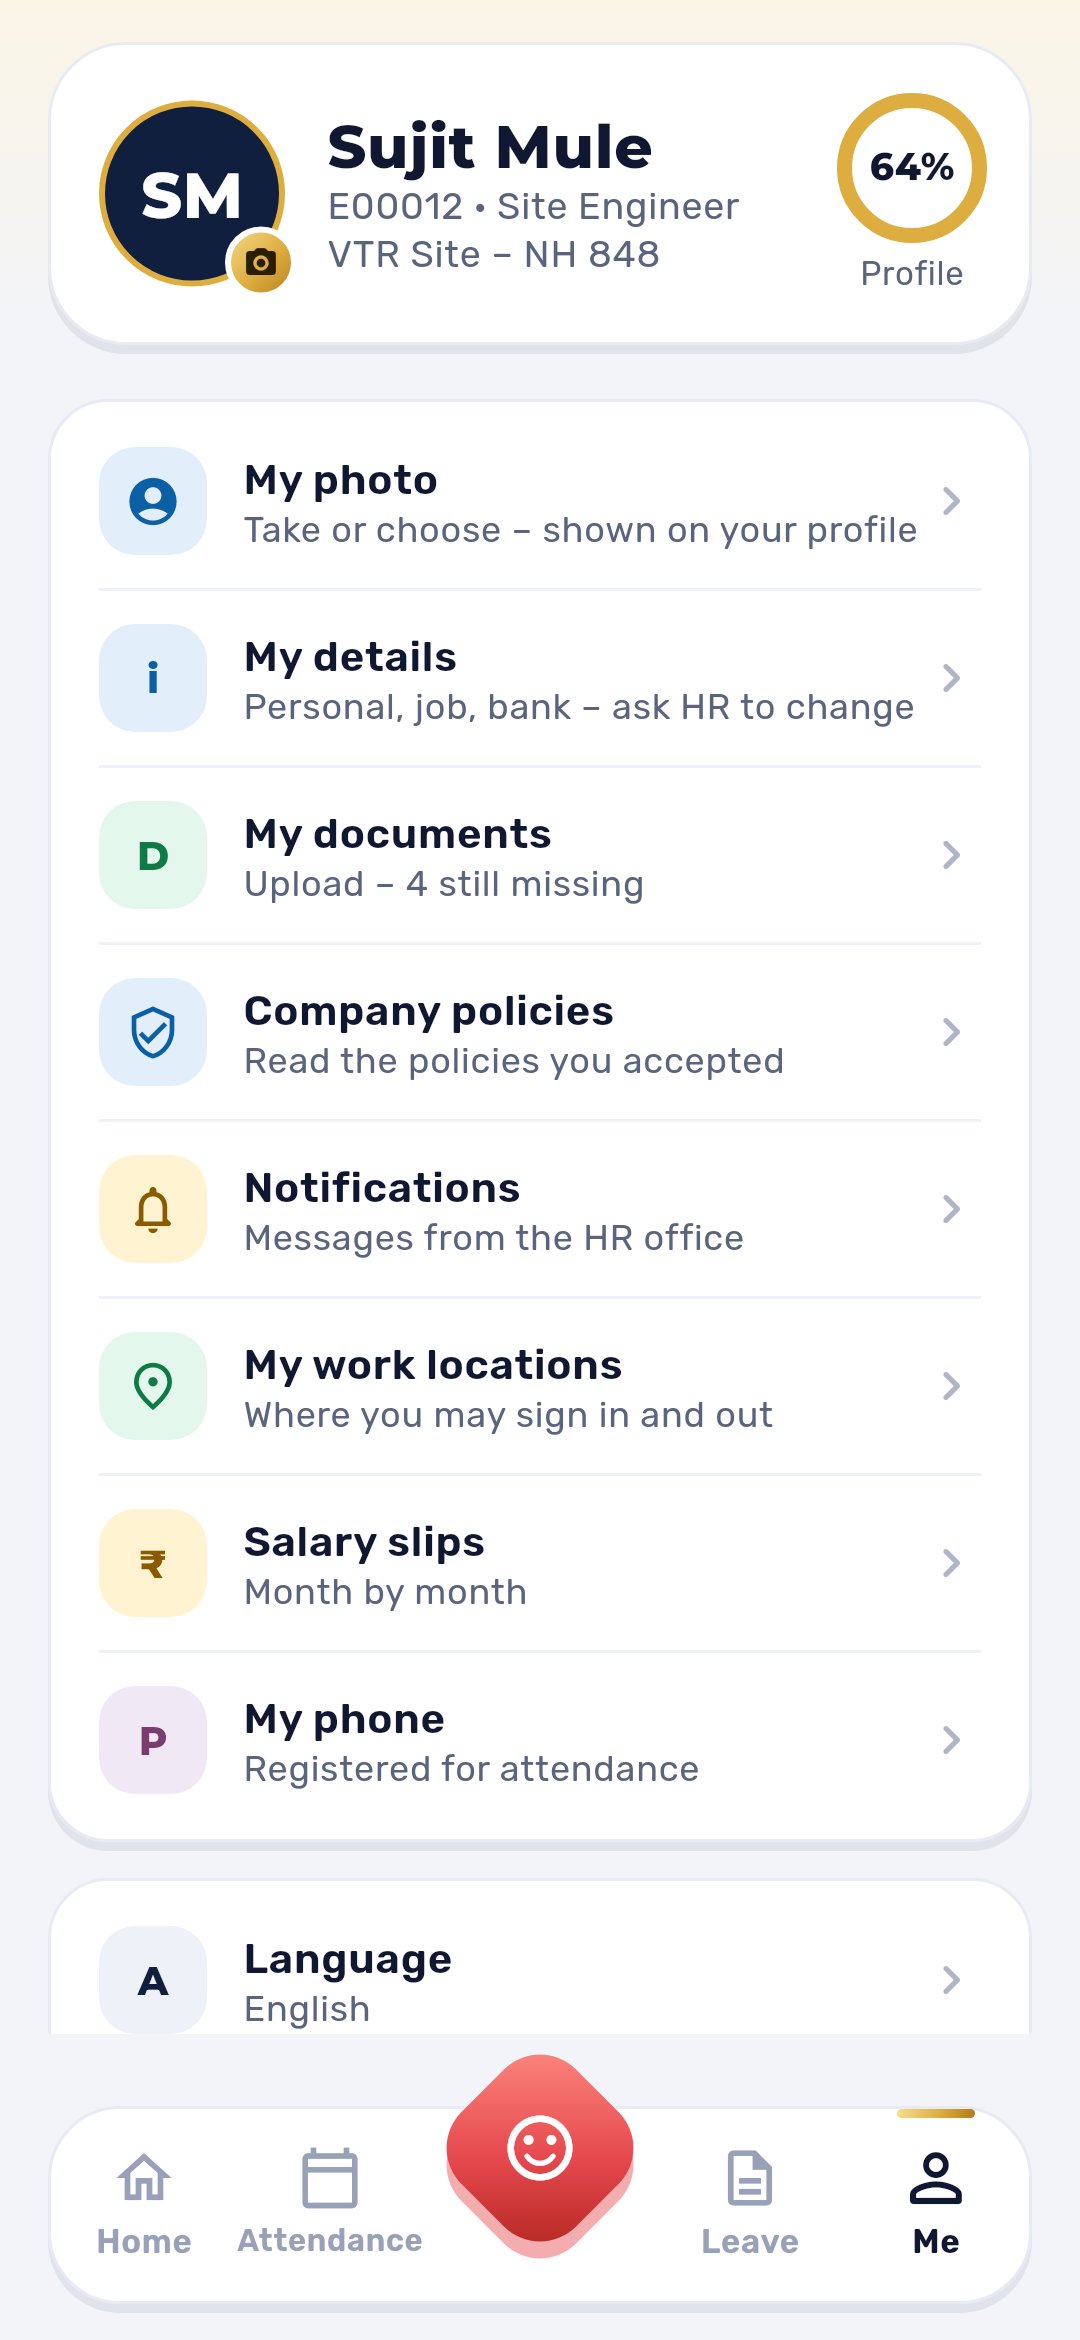 SM
Sujit Mule
E00012 • Site Engineer
VTR Site – NH 848
64%
Profile
My photo
Take or choose – shown on your profile
i
My details
Personal, job, bank – ask HR to change
D
My documents
Upload – 4 still missing
Company policies
Read the policies you accepted
Notifications
Messages from the HR office
My work locations
Where you may sign in and out
₹
Salary slips
Month by month
P
My phone
Registered for attendance
A
Language
English
Home
Attendance
Leave
Me